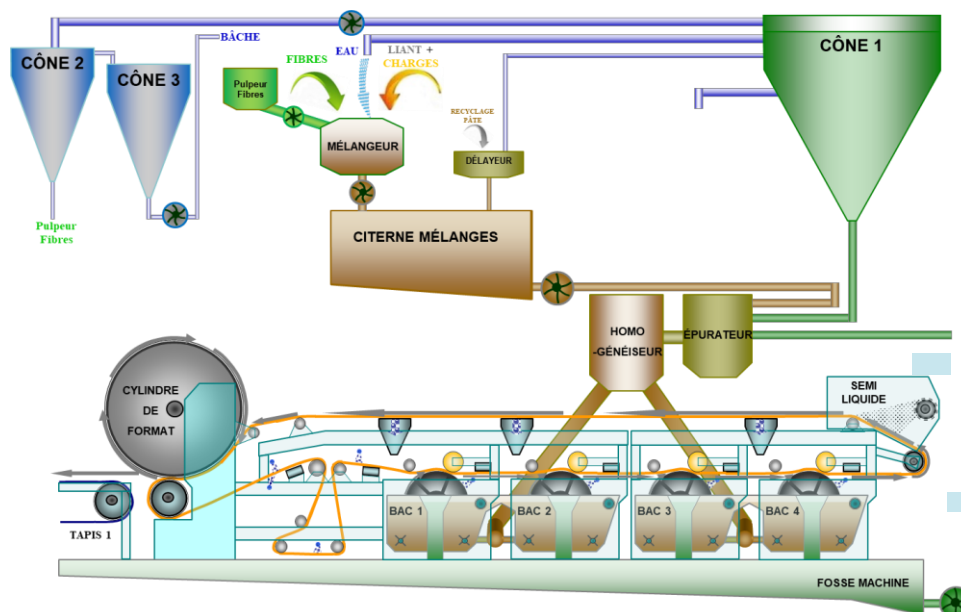 BÂCHE
CÔNE 2
CÔNE 3
EAU
LIANT +
CHARGES
FIBRES
CÔNE 1
Pulpeur
Fibres
RECYCLAGE
PÂTE
MÉLANGEUR
DÉLAYEUR
Pulpeur
Fibres
CITERNE MÉLANGES
HOMO
-GÉNÉISEUR
ÉPURATEUR
CYLINDRE
DE
FORMAT
SEMI
LIQUIDE
BAC 1
BAC 2
BAC 3
BAC 4
TAPIS 1
FOSSE MACHINE